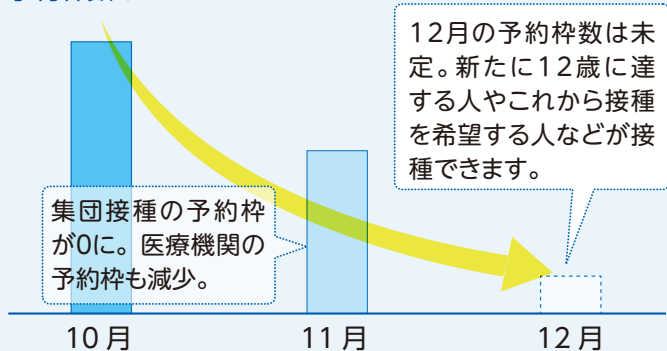 12月の予約枠数は未
定。新たに12歳に達
する人やこれから接種
を希望する人などが接
種できます。
集団接種の予約枠
が0に。医療機関の
予約枠も減少。
10月
11月
12月